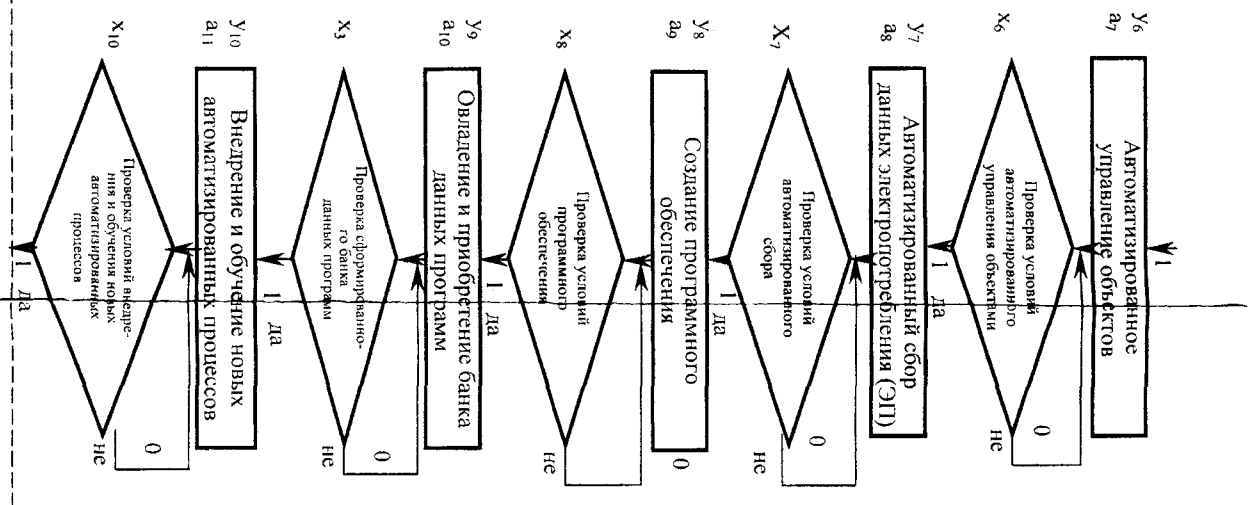 1
y₆
a₇
Автоматизированное
управление объектов
x₆
Проверка условий
автоматизированного
управления объектами
0
не
1 да
y₇
a₈
Автоматизированный сбор
данных электропотребления (ЭП)
X₇
Проверка условий
автоматизированного
сбора
0
не
1 да
y₈
a₉
Создание программного
обеспечения
0
x₈
Проверка условий
программного
обеспечения
не
1 да
y₉
a₁₀
Овладение и приобретение банка
данных программ
x₃
Проверка сформированно-
го банка
данных программ
0
не
1 да
y₁₀
a₁₁
Внедрение и обучение новых
автоматизированных процессов
x₁₀
Проверка условий внедре-
ния и обучения новых
автоматизированных
процессов
0
не
1 да